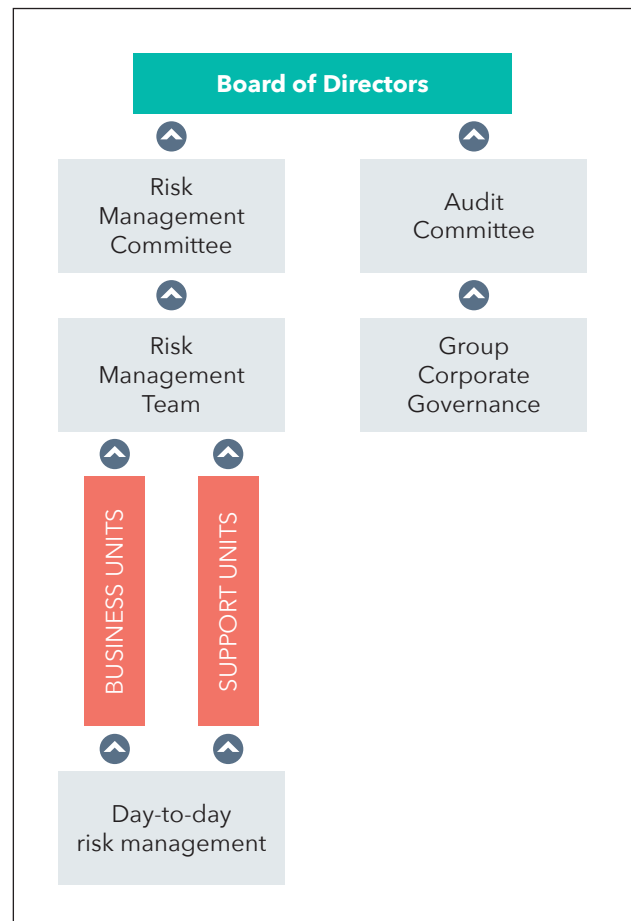 Board of Directors
Risk
Management
Committee
Audit
Committee
Risk
Management
Team
Group
Corporate
Governance
BUSINESS UNITS
SUPPORT UNITS
Day-to-day
risk management